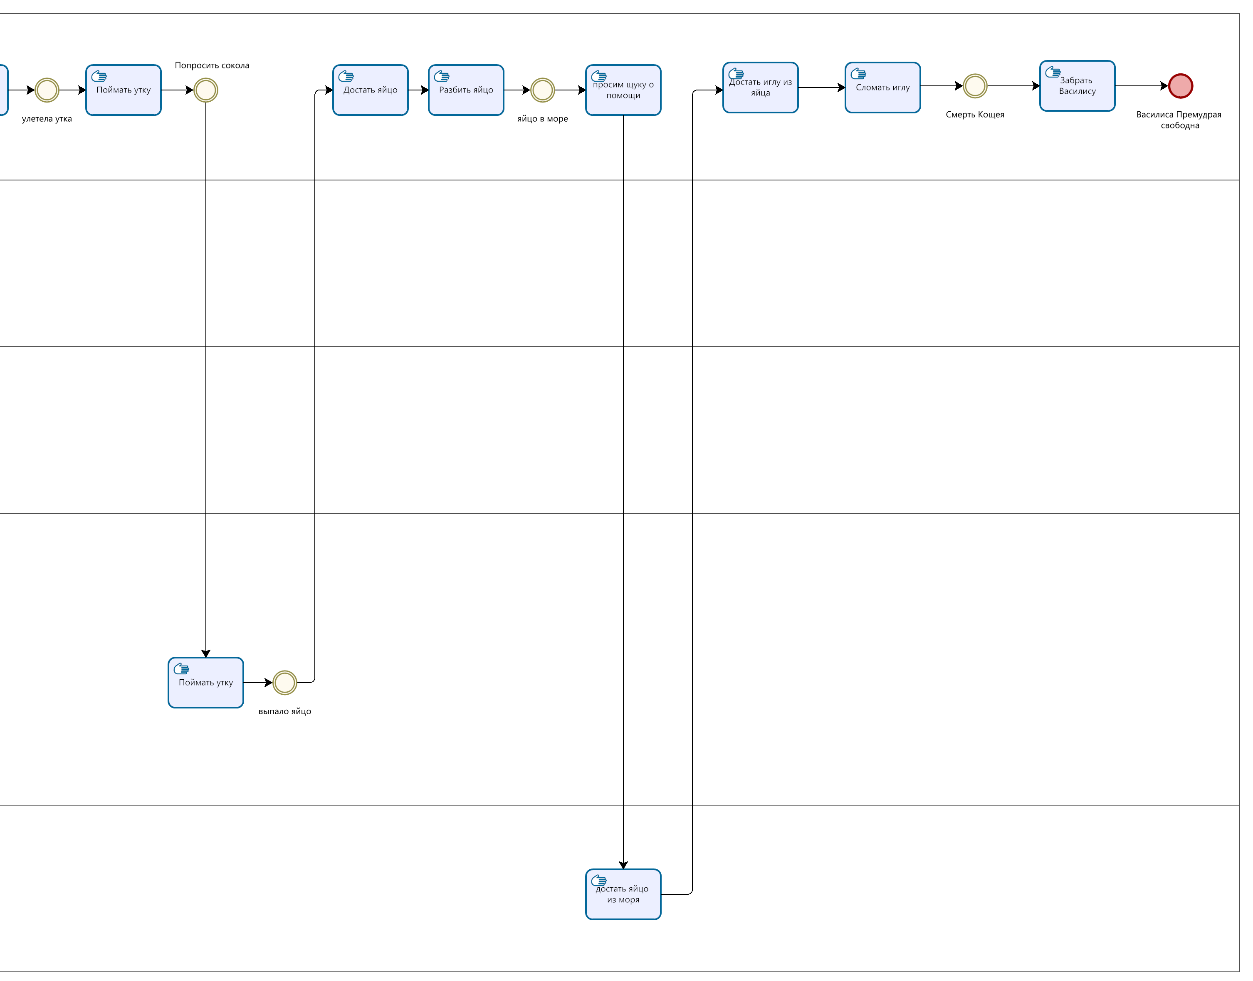 Попросить сокола
Поймать утку
улетела утка
Достать яйцо
Разбить яйцо
яйцо в море
просим щуку о
помощи
Достать иглу из
яйца
Сломать иглу
Смерть Кощея
Забрать
Василису
Василиса Премудрая
свободна
Поймать утку
выпало яйцо
достать яйцо
из моря